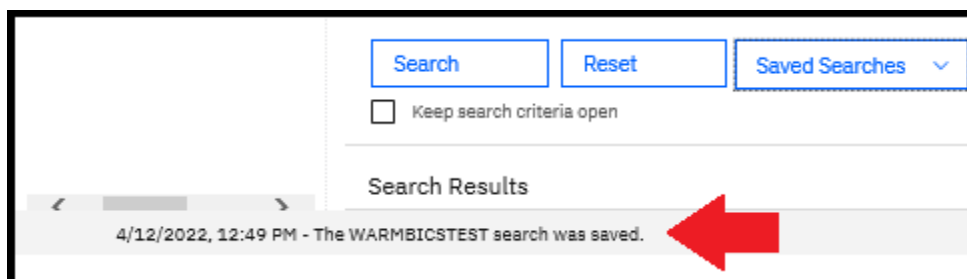 Search Reset Saved Searches
Keep search criteria open
Search Results
4/12/2022, 12:49 PM - The WARMBICSTEST search was saved.